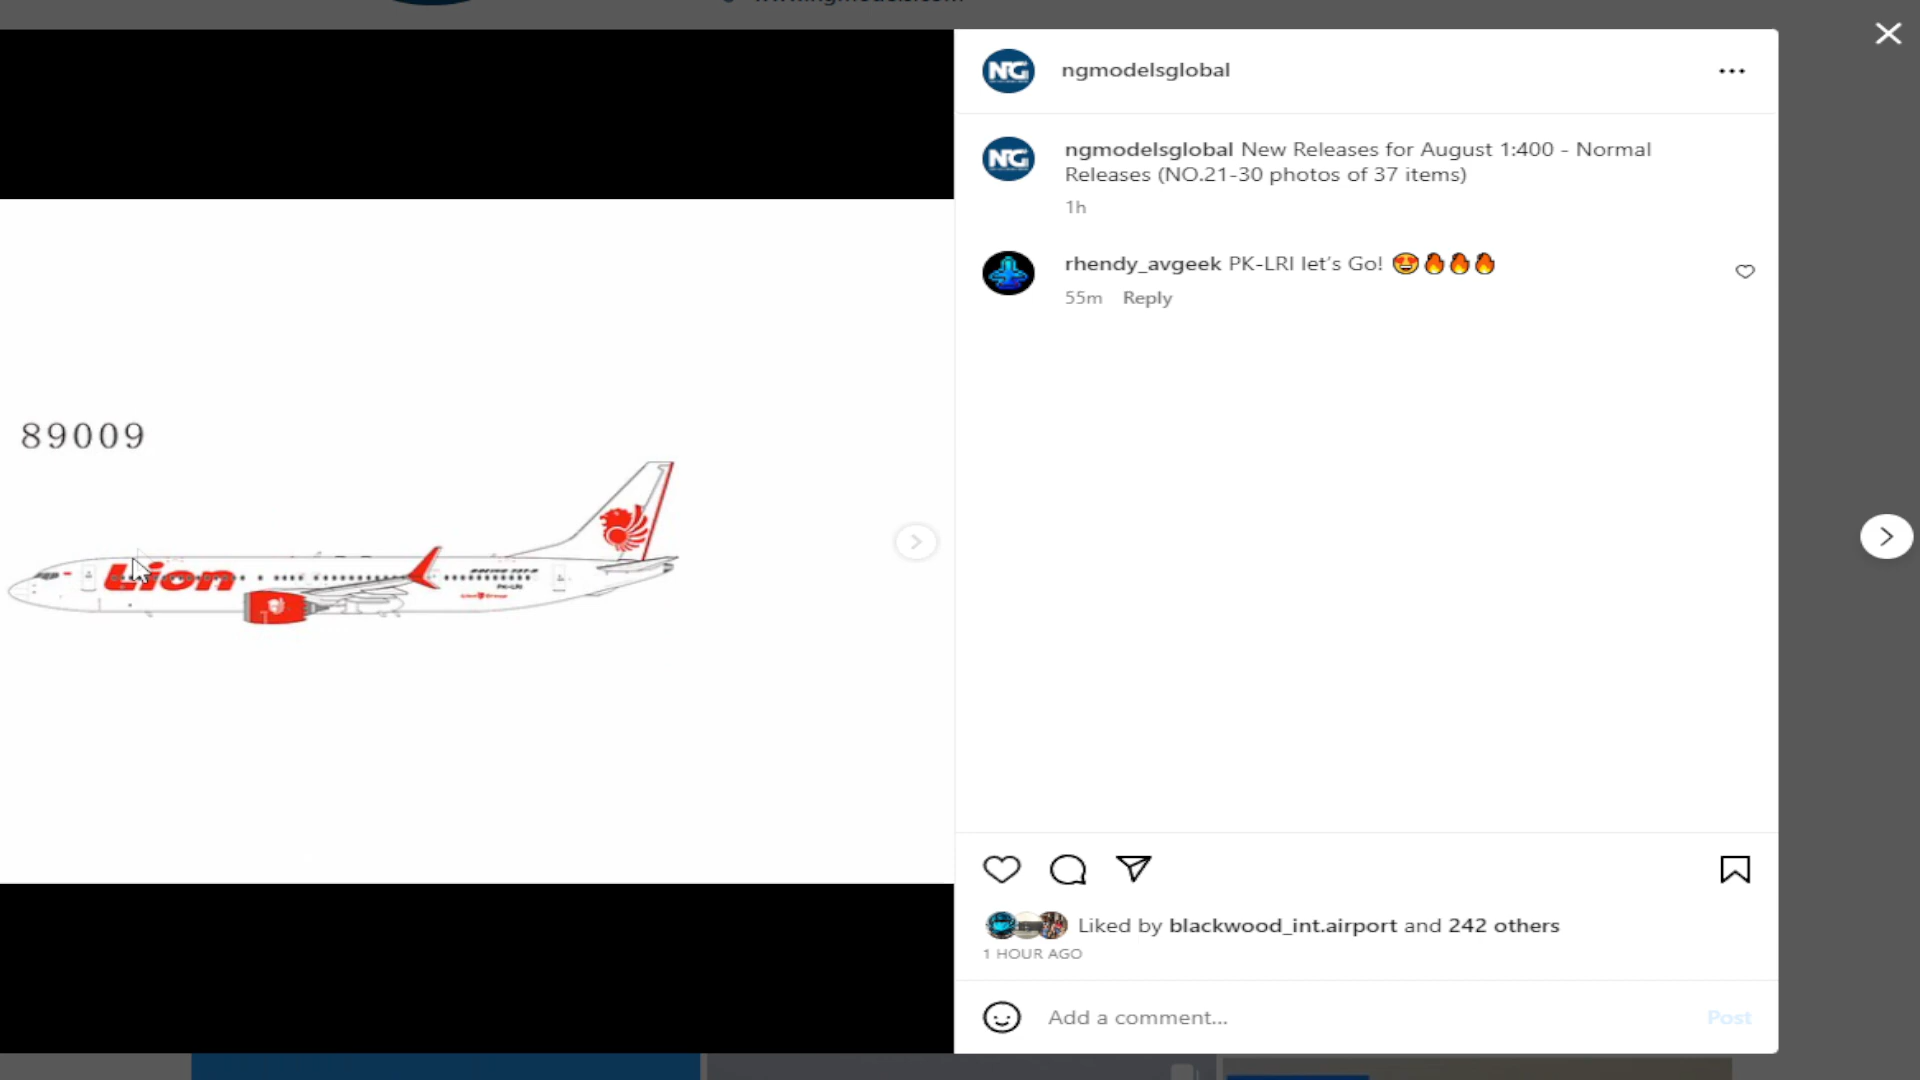 ngmodelsglobal
ngmodelsglobal New Releases for August 1:400 - Normal
Releases (NO.21-30 photos of 37 items)
1h
rhendy_avgeek PK-LRI let's Go! 😍🔥🔥🔥
55m Reply
89009
Lion
PK-LRI
Liked by blackwood_int.airport and 242 others
1 HOUR AGO
Add a comment...
Post